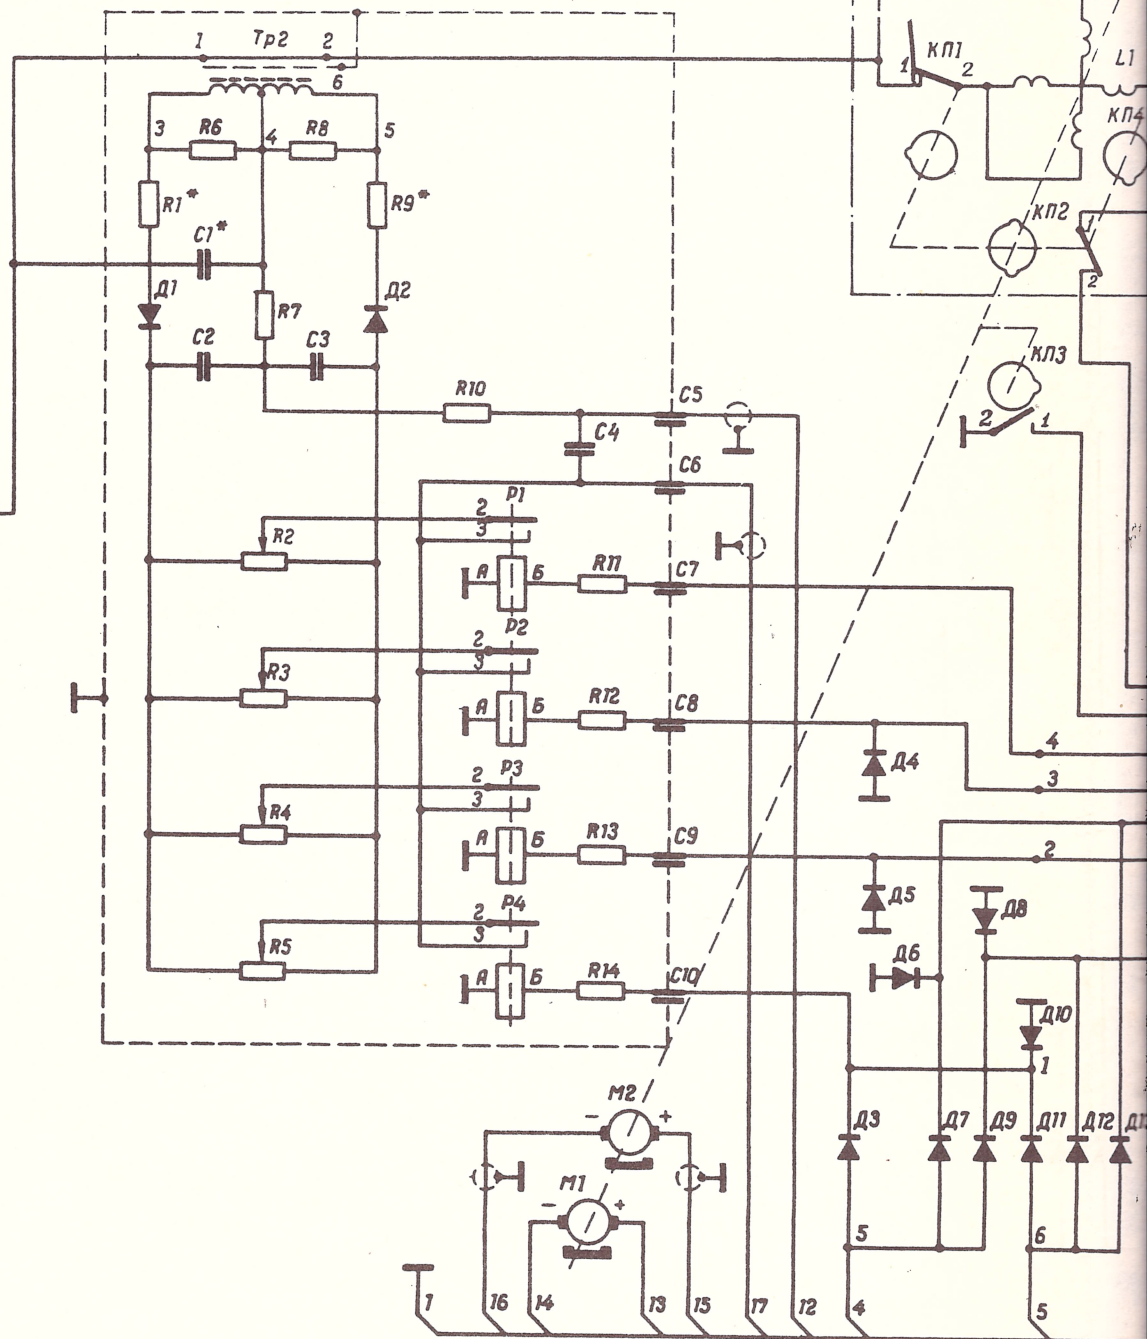 1 Тр2 2
6
КП1
1 2
L1
КП4
3 R6 4 R8 5
R1* R9*
C1*
КП2
1
2
Д1 Д2
R7
C2 C3
КП3
2 1
R10 C5
C4
C6
P1
2
3
R2
А Б R11 C7
P2
2
3
R3
А Б R12 C8
4
Д4
3
P3
2
3
R4
А Б R13 C9
2
Д5
Д8
P4
2
3
R5
Д6
А Б R14 C10
Д10
1
M2
- +
Д3 Д7 Д9 Д11 Д12
M1
- +
5 6
1 16 14 13 15 17 12 4 5